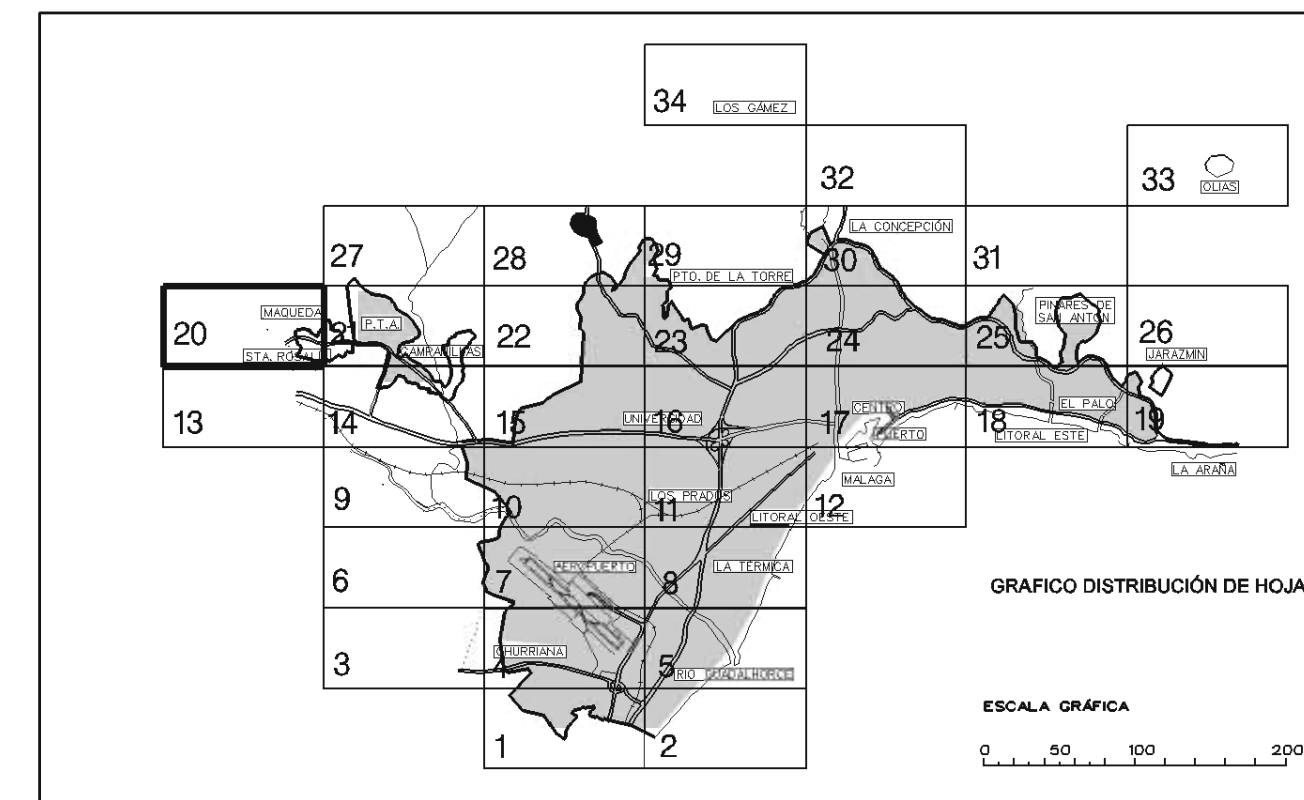 34 LOS GÁMEZ
32 33
OLIAS
LA CONCEPCIÓN
27 28 29 30 31
PTO. DE LA TORRE
MAQUEDA
P.T.A.
PINARES DE
SAN ANTON
20 21 22 23 24 25 26
STA. ROSALIA CAMPANILLAS JARAZMIN
CENTRO EL PALO
13 14 15 UNIVERSIDAD 16 17 18 19
PUERTO LITORAL ESTE
LA ARAÑA
MALAGA
9 10 LOS PRADOS 11 12
LITORAL OESTE
6 7 AEROPUERTO 8 LA TERMICA
GRAFICO DISTRIBUCIÓN DE HOJA
CHURRIANA
3 5 RIO GUADALHORCE
ESCALA GRÁFICA
1 2
0 50 100 200